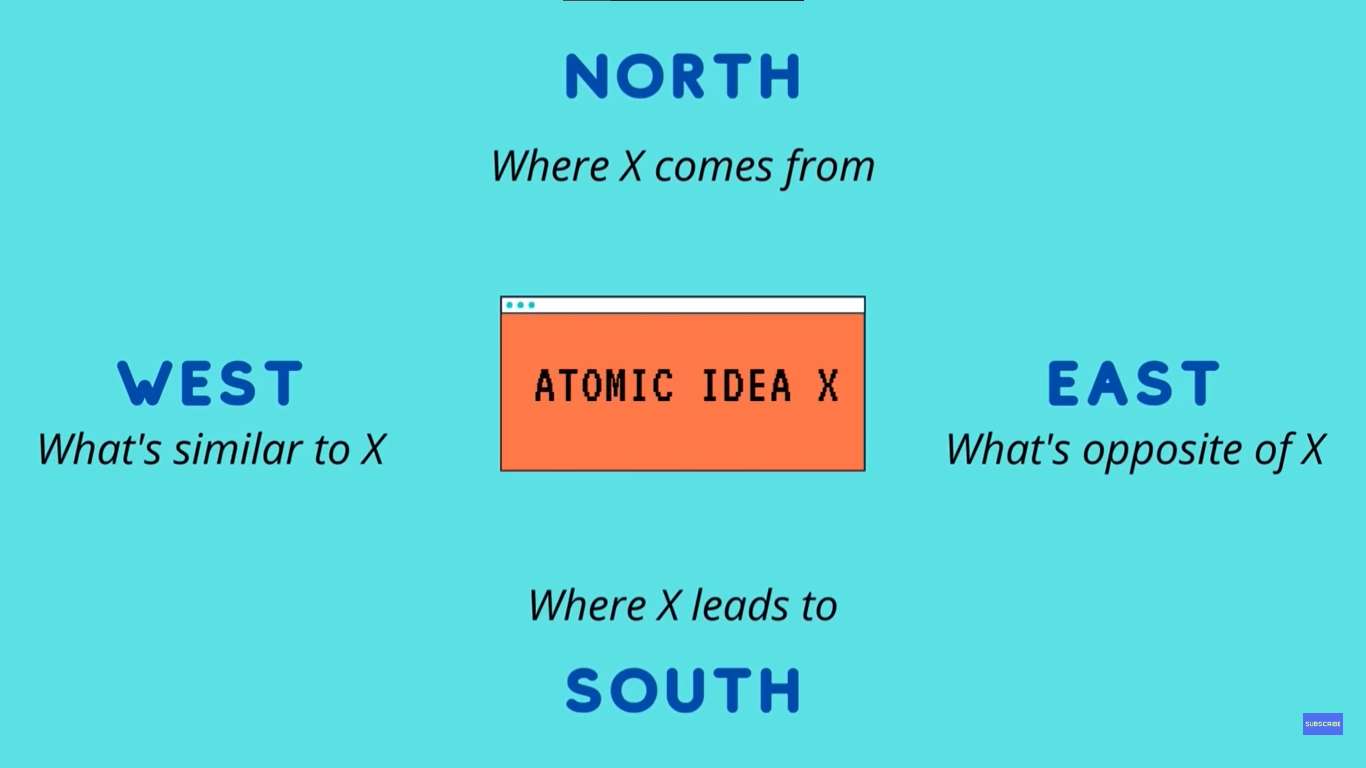 NORTH
Where X comes from
ATOMIC IDEA X
WEST
What's similar to X
EAST
What's opposite of X
Where X leads to
SOUTH
SUBSCRIBE